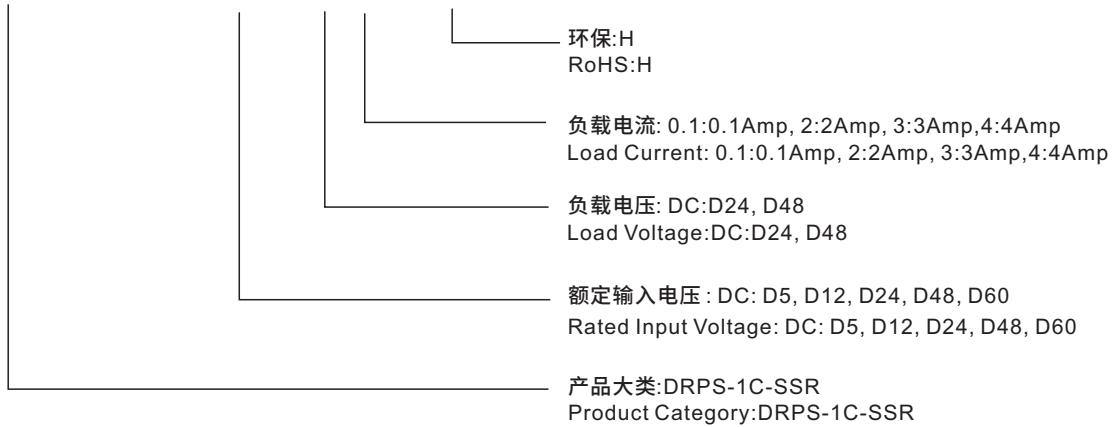 环保:H
RoHS:H
负载电流: 0.1:0.1Amp, 2:2Amp, 3:3Amp,4:4Amp
Load Current: 0.1:0.1Amp, 2:2Amp, 3:3Amp,4:4Amp
负载电压: DC:D24, D48
Load Voltage:DC:D24, D48
额定输入电压 : DC: D5, D12, D24, D48, D60
Rated Input Voltage: DC: D5, D12, D24, D48, D60
产品大类:DRPS-1C-SSR
Product Category:DRPS-1C-SSR